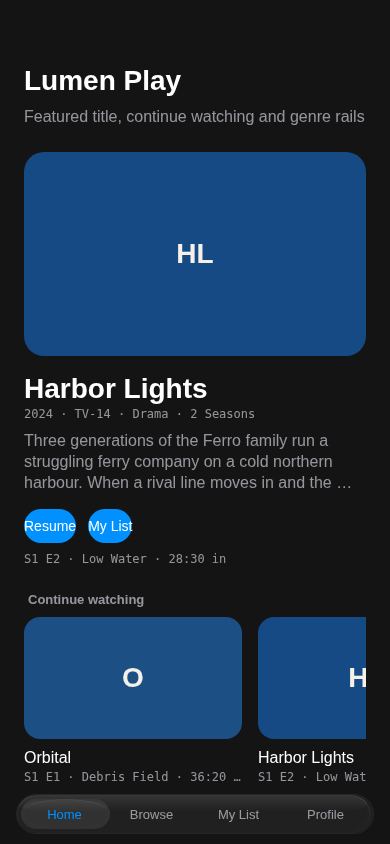 Lumen Play
Featured title, continue watching and genre rails
HL
Harbor Lights
2024 · TV-14 · Drama · 2 Seasons
Three generations of the Ferro family run a
struggling ferry company on a cold northern
harbour. When a rival line moves in and the …
Resume My List
S1 E2 · Low Water · 28:30 in
Continue watching
O H
Orbital Harbor Lights
S1 E1 · Debris Field · 36:20 … S1 E2 · Low Wat
Home Browse My List Profile